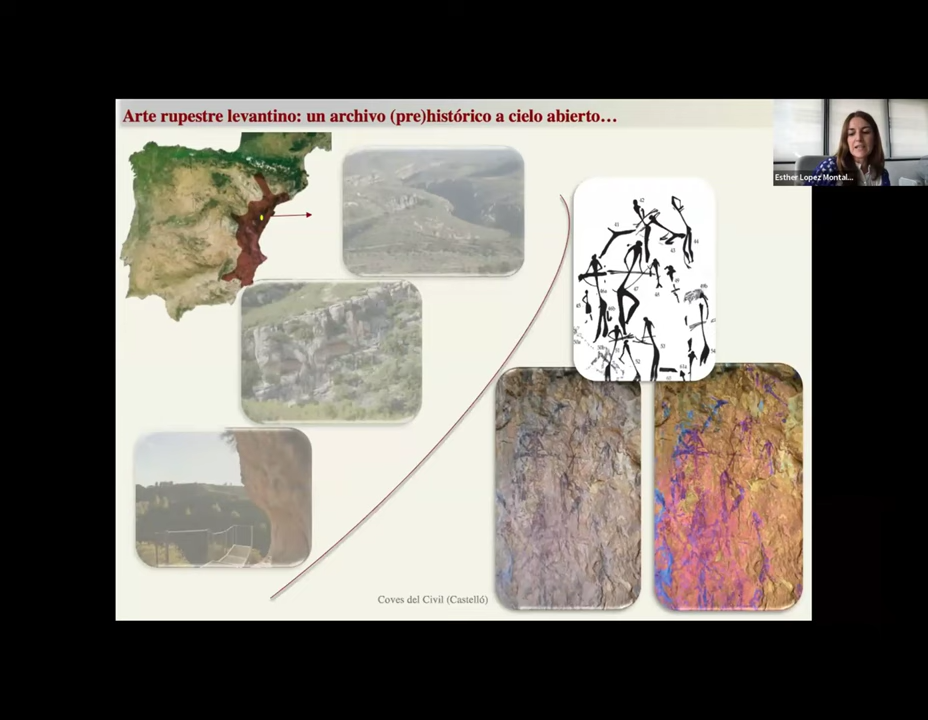 Arte rupestre levantino: un archivo (pre)histórico a cielo abierto…
Esther Lopez Montal...
Coves del Civil (Castelló)